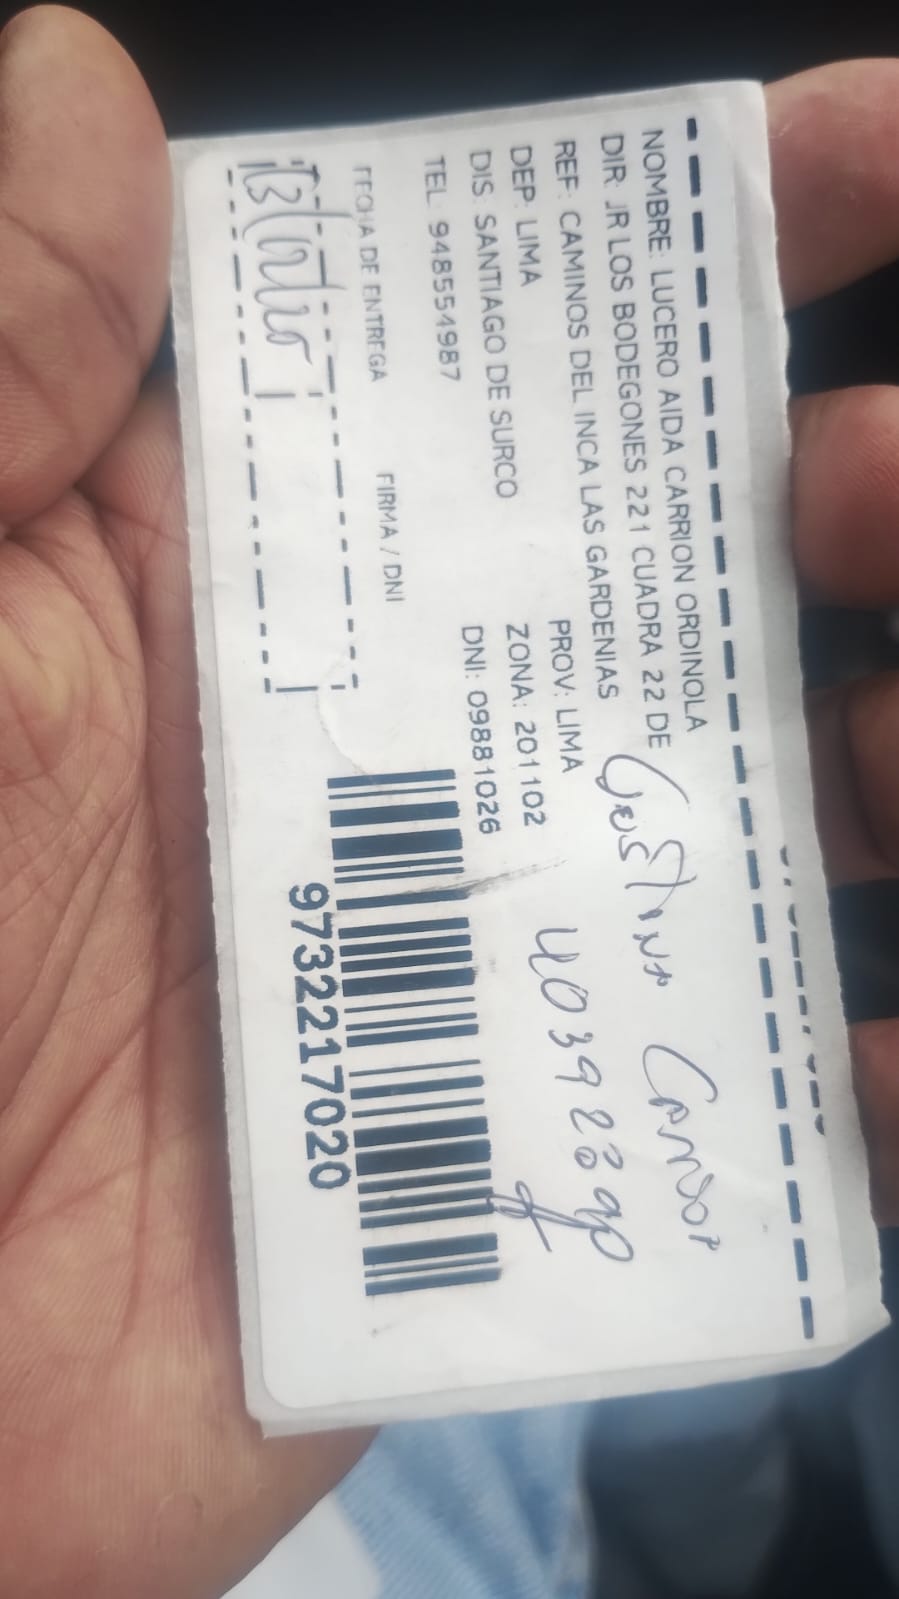 NOMBRE: LUCERO AIDA CARRION ORDINOLA
DIR: JR LOS BODEGONES 221 CUADRA 22 DE
REF: CAMINOS DEL INCA LAS GARDENIAS
DEP: LIMA PROV: LIMA
DIS: SANTIAGO DE SURCO ZONA: 201102
TEL: 948554987 DNI: 09881026
FECHA DE ENTREGA FIRMA / DNI
9732217020